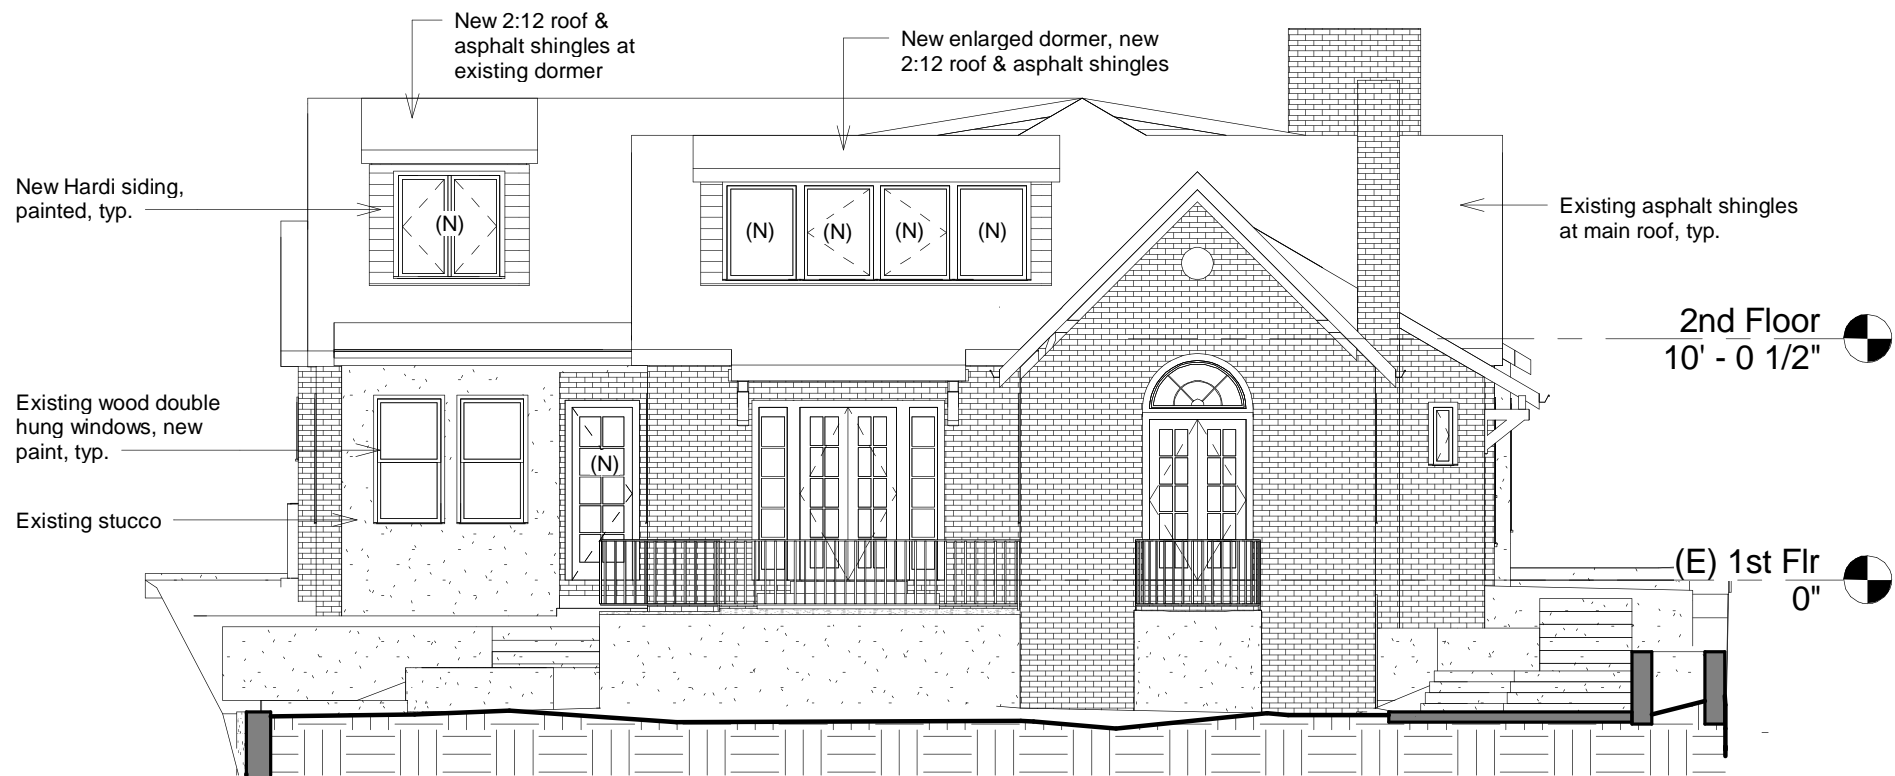 New 2:12 roof &
asphalt shingles at
existing dormer
New enlarged dormer, new
2:12 roof & asphalt shingles
New Hardi siding,
painted, typ.
(N)
(N)
(N)
(N)
(N)
Existing asphalt shingles
at main roof, typ.
2nd Floor
10' - 0 1/2"
Existing wood double
hung windows, new
paint, typ.
(N)
Existing stucco
(E) 1st Flr
0"